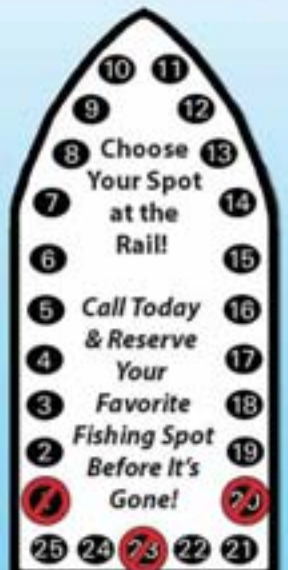 10 11
9 12
8 Choose 13
Your Spot
7 at the 14
Rail!
6 15
5 Call Today 16
& Reserve
4 Your 17
3 Favorite 18
2 Fishing Spot 19
Before It's
Gone! 20
25 24 23 22 21